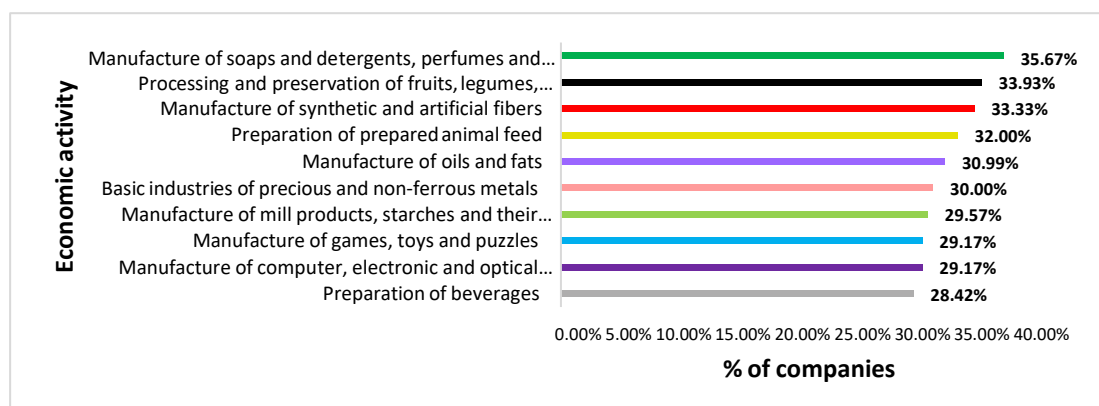 Economic activity
Manufacture of soaps and detergents, perfumes and...
35.67%
Processing and preservation of fruits, legumes,...
33.93%
Manufacture of synthetic and artificial fibers
33.33%
Preparation of prepared animal feed
32.00%
Manufacture of oils and fats
30.99%
Basic industries of precious and non-ferrous metals
30.00%
Manufacture of mill products, starches and their...
29.57%
Manufacture of games, toys and puzzles
29.17%
Manufacture of computer, electronic and optical...
29.17%
Preparation of beverages
28.42%
0.00% 5.00% 10.00% 15.00% 20.00% 25.00% 30.00% 35.00% 40.00%
% of companies